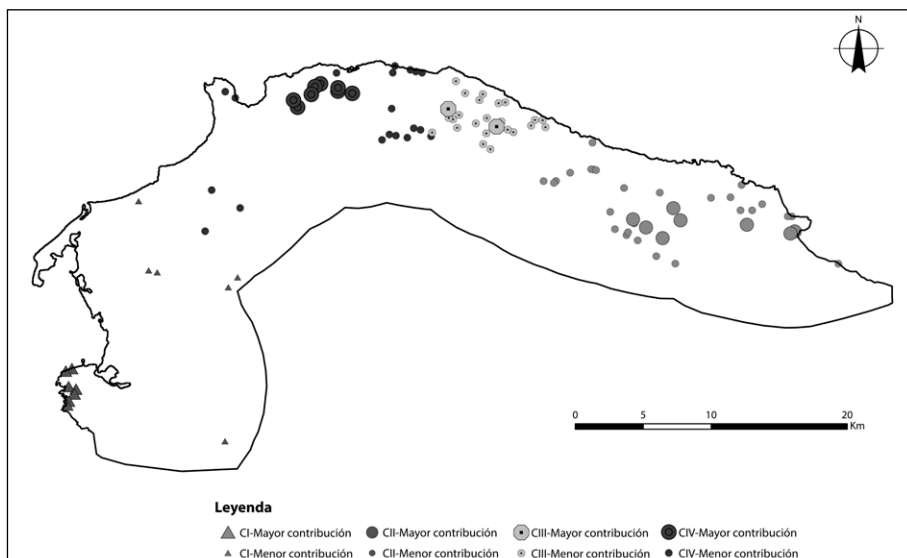 N
0 5 10 20
Km
Leyenda
CI-Mayor contribución CII-Mayor contribución CIII-Mayor contribución CIV-Mayor contribución
CI-Menor contribución CII-Menor contribución CIII-Menor contribución CIV-Menor contribución